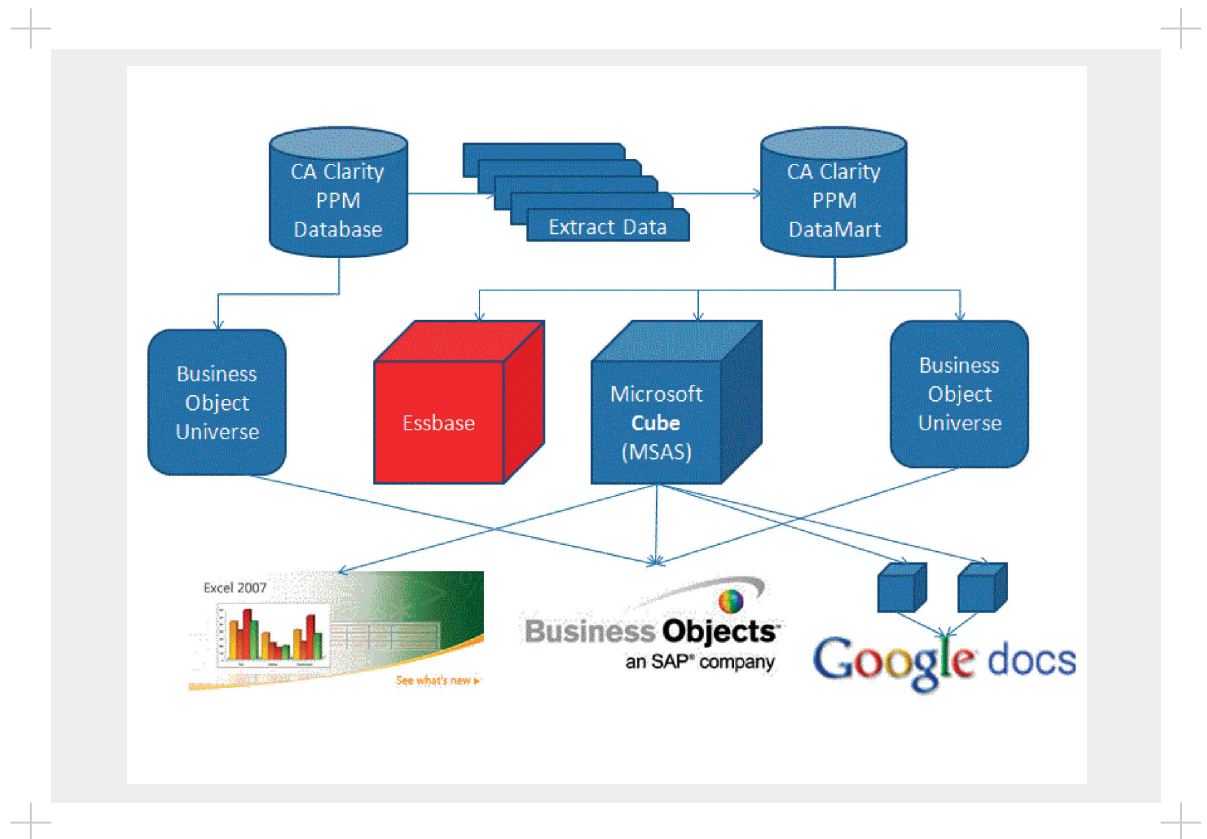 CA Clarity
PPM
Database
Extract Data
CA Clarity
PPM
DataMart
Business
Object
Universe
Essbase
Microsoft
Cube
(MSAS)
Business
Object
Universe
Excel 2007
See what's new
Business Objects™
an SAP® company
Google docs